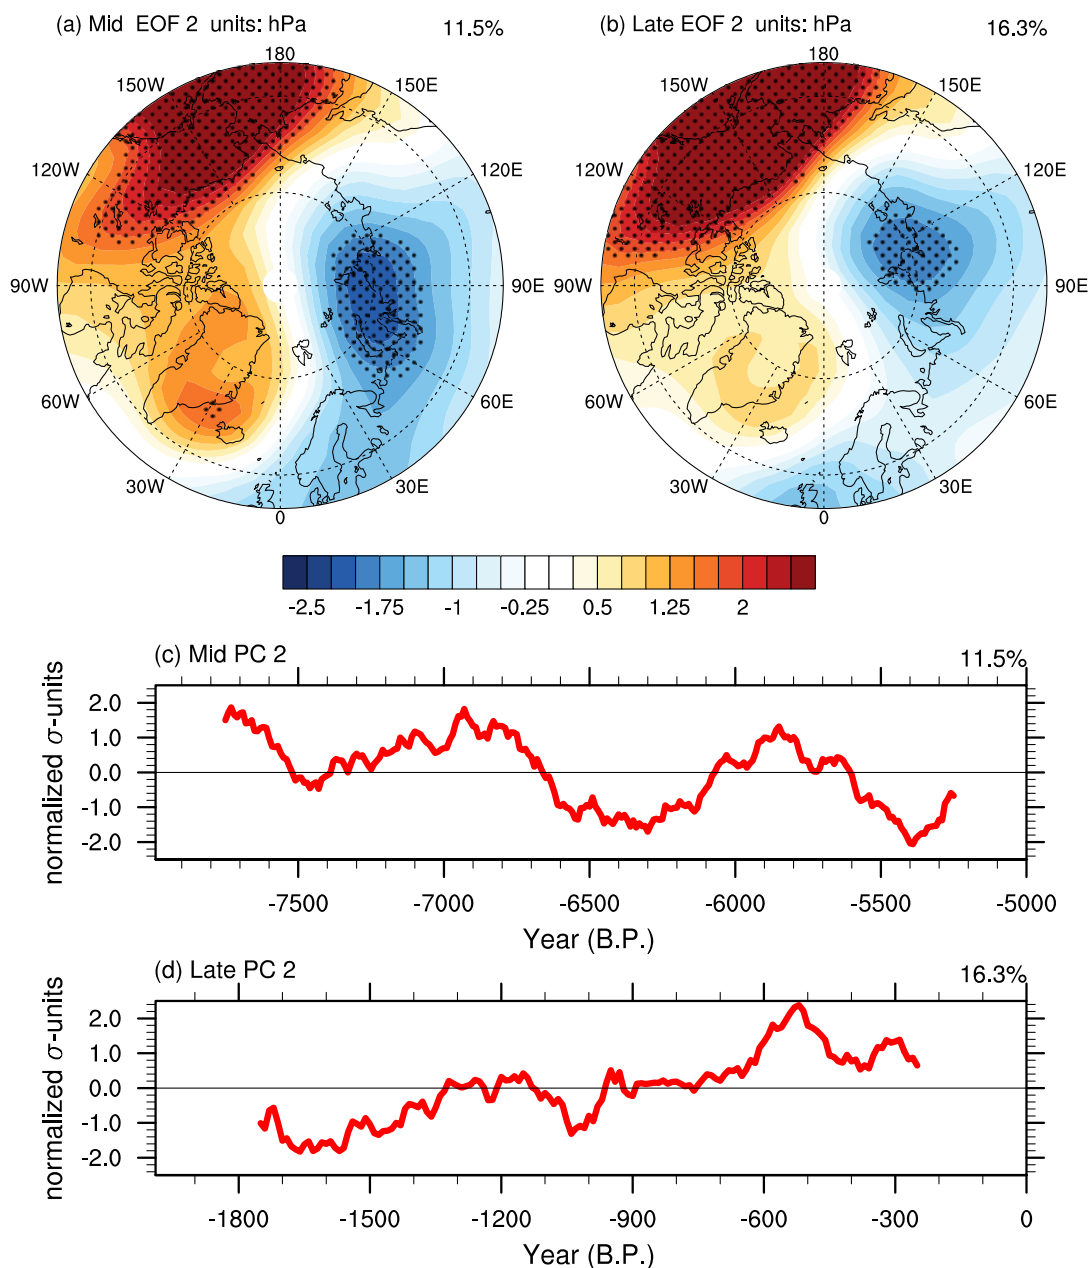 (a) Mid EOF 2 units: hPa 11.5%
(b) Late EOF 2 units: hPa 16.3%
180
150W 150E
120W 120E
90W 90E
60W 60E
30W 30E
0
180
150W 150E
120W 120E
90W 90E
60W 60E
30W 30E
0
-2.5 -1.75 -1 -0.25 0.5 1.25 2
(c) Mid PC 2 11.5%
normalized σ-units
2.0
1.0
0.0
-1.0
-2.0
-7500 -7000 -6500 -6000 -5500 -5000
Year (B.P.)
(d) Late PC 2 16.3%
normalized σ-units
2.0
1.0
0.0
-1.0
-2.0
-1800 -1500 -1200 -900 -600 -300 0
Year (B.P.)